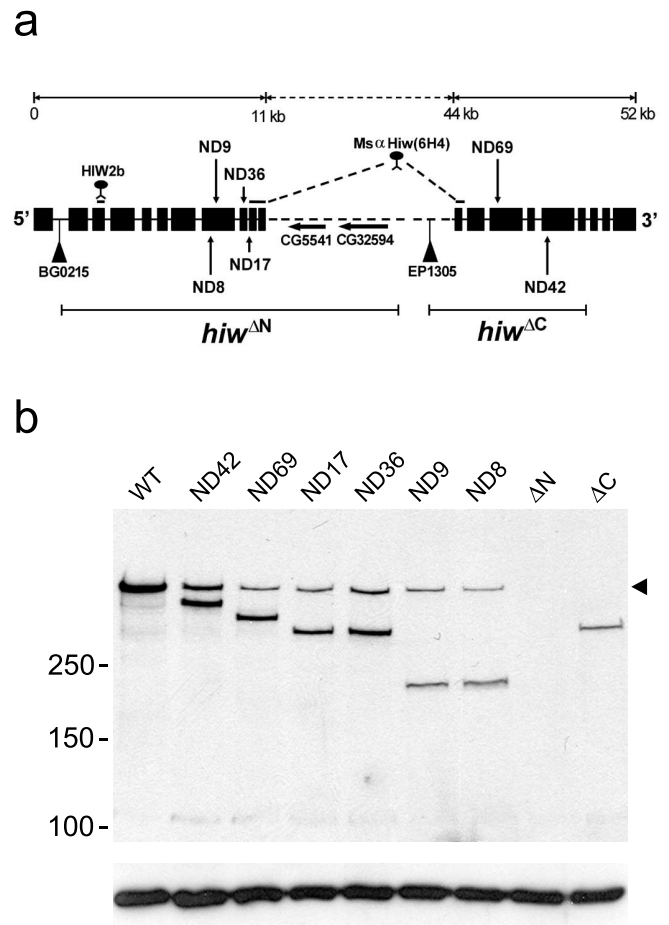 a
0 11 kb 44 kb 52 kb
HIW2b ND9 ND36 Ms α Hiw(6H4) ND69
5' 3'
BG0215 ND8 ND17 CG5541 CG32594 EP1305 ND42
hiw ΔN hiw ΔC
b
WT ND42 ND69 ND17 ND36 ND9 ND8 ΔN ΔC
250
150
100